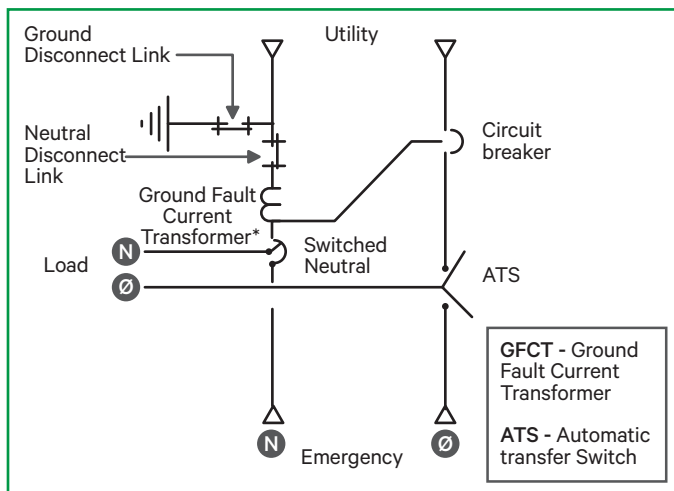 Ground
Disconnect Link
Utility
Neutral
Disconnect
Link
Circuit
breaker
Ground Fault
Current
Transformer*
Switched
Neutral
Load
N
Ø
ATS
GFCT - Ground
Fault Current
Transformer
ATS - Automatic
transfer Switch
N
Emergency
Ø